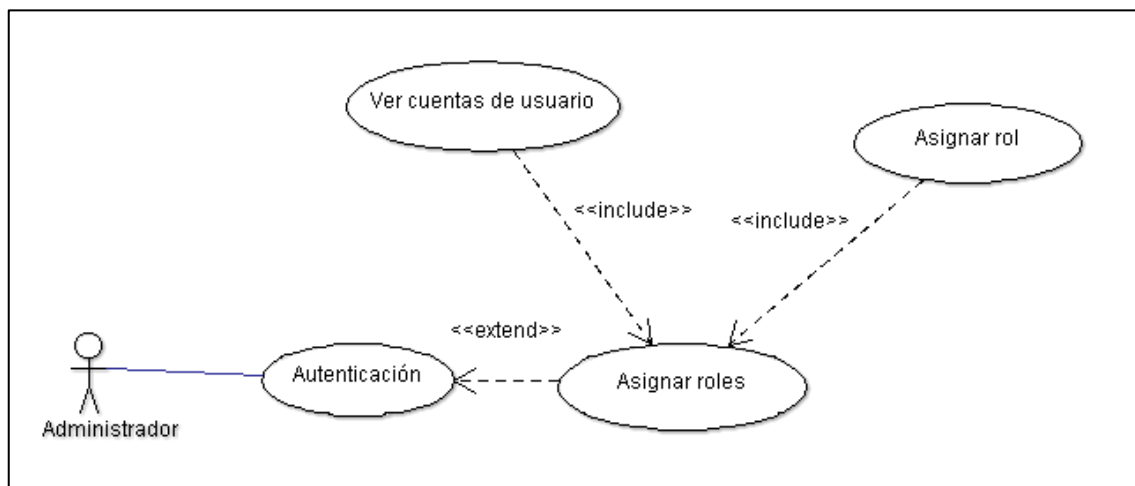 Ver cuentas de usuario
Asignar rol
<<include>>
<<include>>
<<extend>>
Autenticación
Asignar roles
Administrador